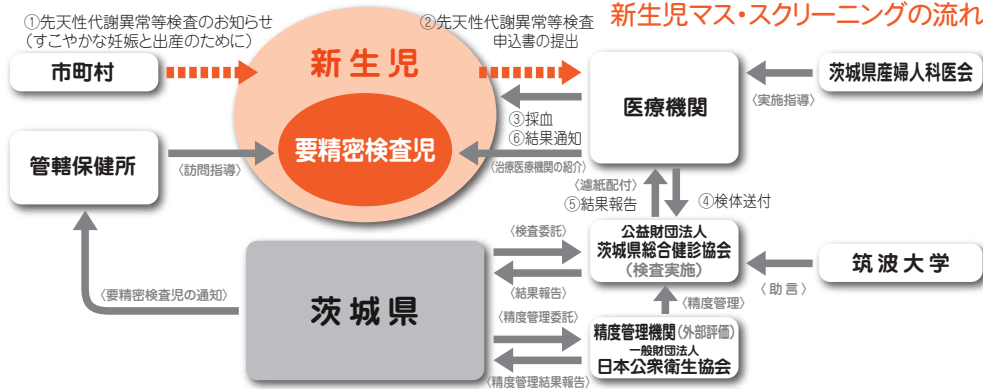 新生児マス・スクリーニングの流れ
①先天性代謝異常等検査のお知らせ
(すこやかな妊娠と出産のために)
②先天性代謝異常等検査
申込書の提出
市町村
新生児
医療機関
茨城県産婦人科医会
〈実施指導〉
③採血
⑥結果通知
要精密検査児
管轄保健所
〈訪問指導〉
〈治療医療機関の紹介〉
〈濾紙配付〉
⑤結果報告
④検体送付
公益財団法人
茨城県総合健診協会
(検査実施)
〈検査委託〉
〈結果報告〉
筑波大学
〈助言〉
〈要精密検査児の通知〉
茨城県
〈精度管理〉
〈精度管理委託〉
精度管理機関(外部評価)
一般財団法人
日本公衆衛生協会
〈精度管理結果報告〉